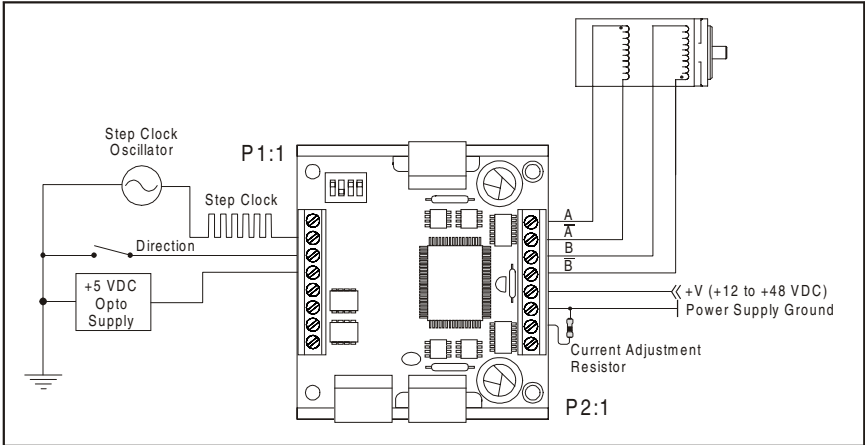 Step Clock
Oscillator
P1:1
Step Clock
Direction
+5 VDC
Opto
Supply
A
A
B
B
+V (+12 to +48 VDC)
Power Supply Ground
Current Adjustment
Resistor
P2:1